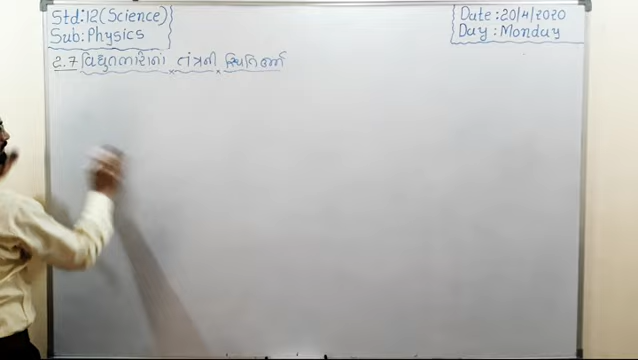 Std:12(Science)
Sub:Physics
Date:20/4/2020
Day:Monday
2.7 વિદ્યુતભારોનાં તંત્રની સ્થિતિઊર્જા